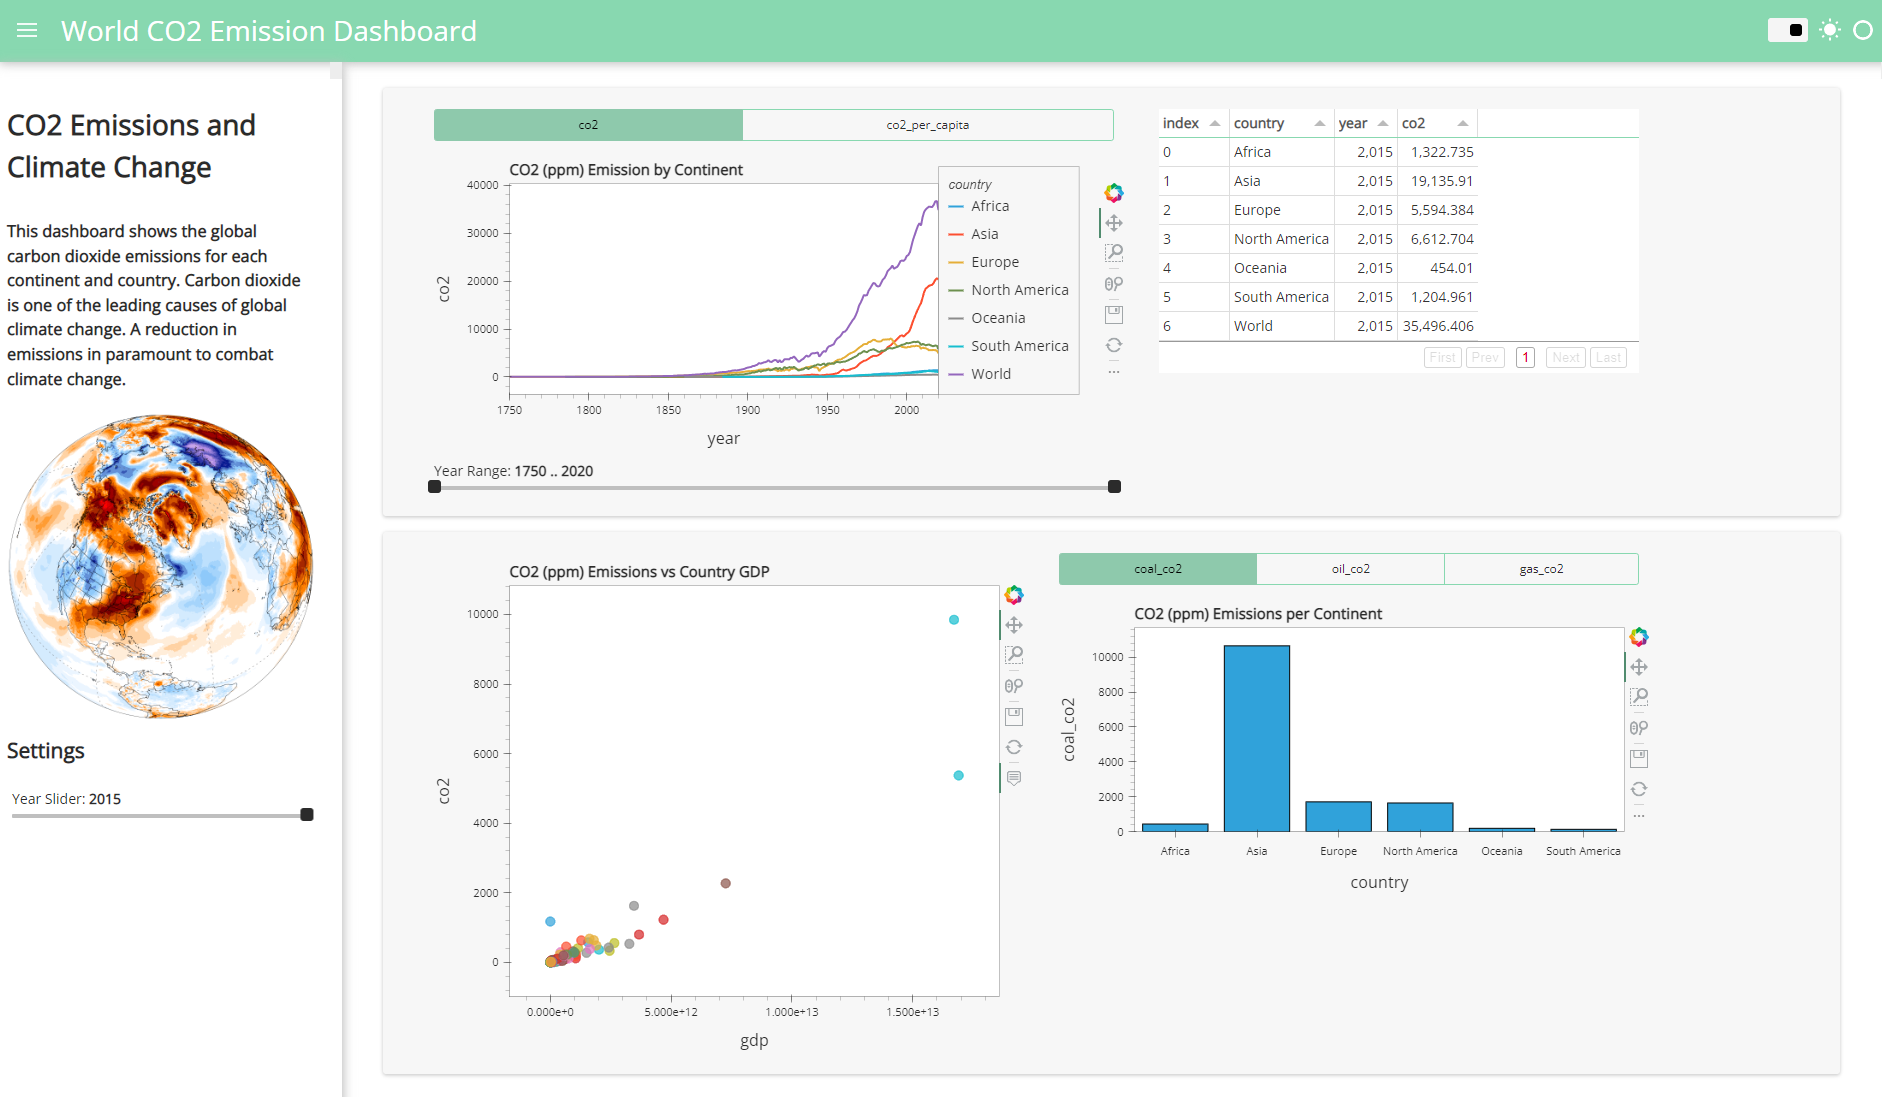 World CO2 Emission Dashboard
CO2 Emissions and
Climate Change
This dashboard shows the global
carbon dioxide emissions for each
continent and country. Carbon dioxide
is one of the leading causes of global
climate change. A reduction in
emissions in paramount to combat
climate change.
Settings
Year Slider: 2015
co2
co2_per_capita
CO2 (ppm) Emission by Continent
40000
30000
20000
10000
0
co2
1750
1800
1850
1900
1950
2000
year
country
Africa
Asia
Europe
North America
Oceania
South America
World
Year Range: 1750 .. 2020
index country year co2
0 Africa 2,015 1,322.735
1 Asia 2,015 19,135.91
2 Europe 2,015 5,594.384
3 North America 2,015 6,612.704
4 Oceania 2,015 454.01
5 South America 2,015 1,204.961
6 World 2,015 35,496.406
First Prev 1 Next Last
CO2 (ppm) Emissions vs Country GDP
10000
8000
6000
4000
2000
0
co2
0.000e+0
5.000e+12
1.000e+13
1.500e+13
gdp
coal_co2
oil_co2
gas_co2
CO2 (ppm) Emissions per Continent
10000
8000
6000
4000
2000
0
coal_co2
Africa
Asia
Europe
North America
Oceania
South America
country